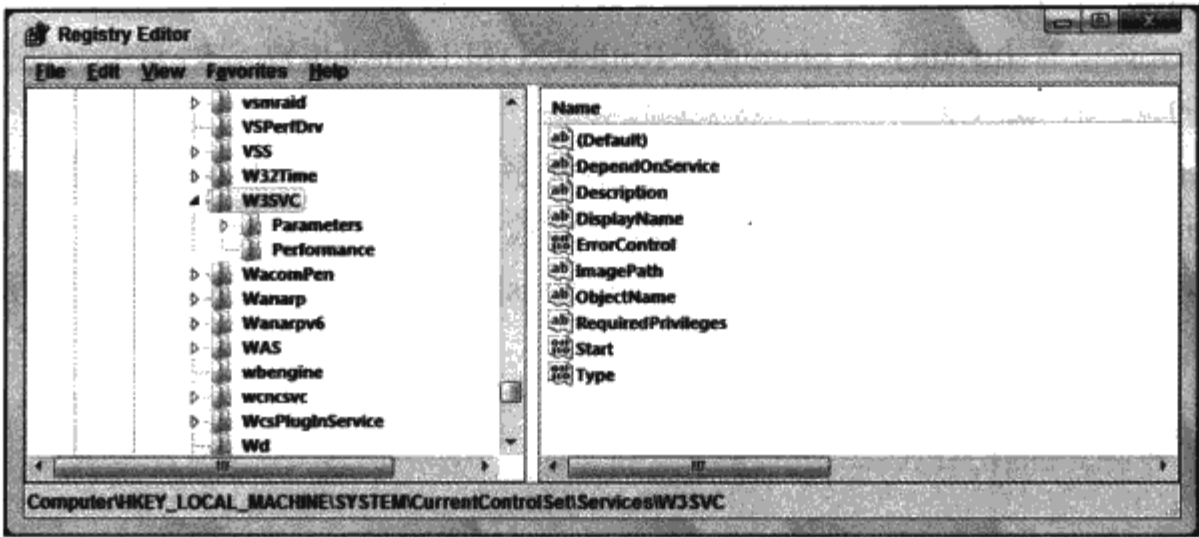 Registry Editor
File Edit View Favorites Help
vsmraid
VSPerfDrv
VSS
W32Time
W3SVC
Parameters
Performance
WacomPen
Wanarp
Wanarpv6
WAS
wbengine
wcncsvc
WcsPlugInService
Wd
Name
(Default)
DependOnService
Description
DisplayName
ErrorControl
ImagePath
ObjectName
RequiredPrivileges
Start
Type
Computer\HKEY_LOCAL_MACHINE\SYSTEM\CurrentControlSet\Services\W3SVC